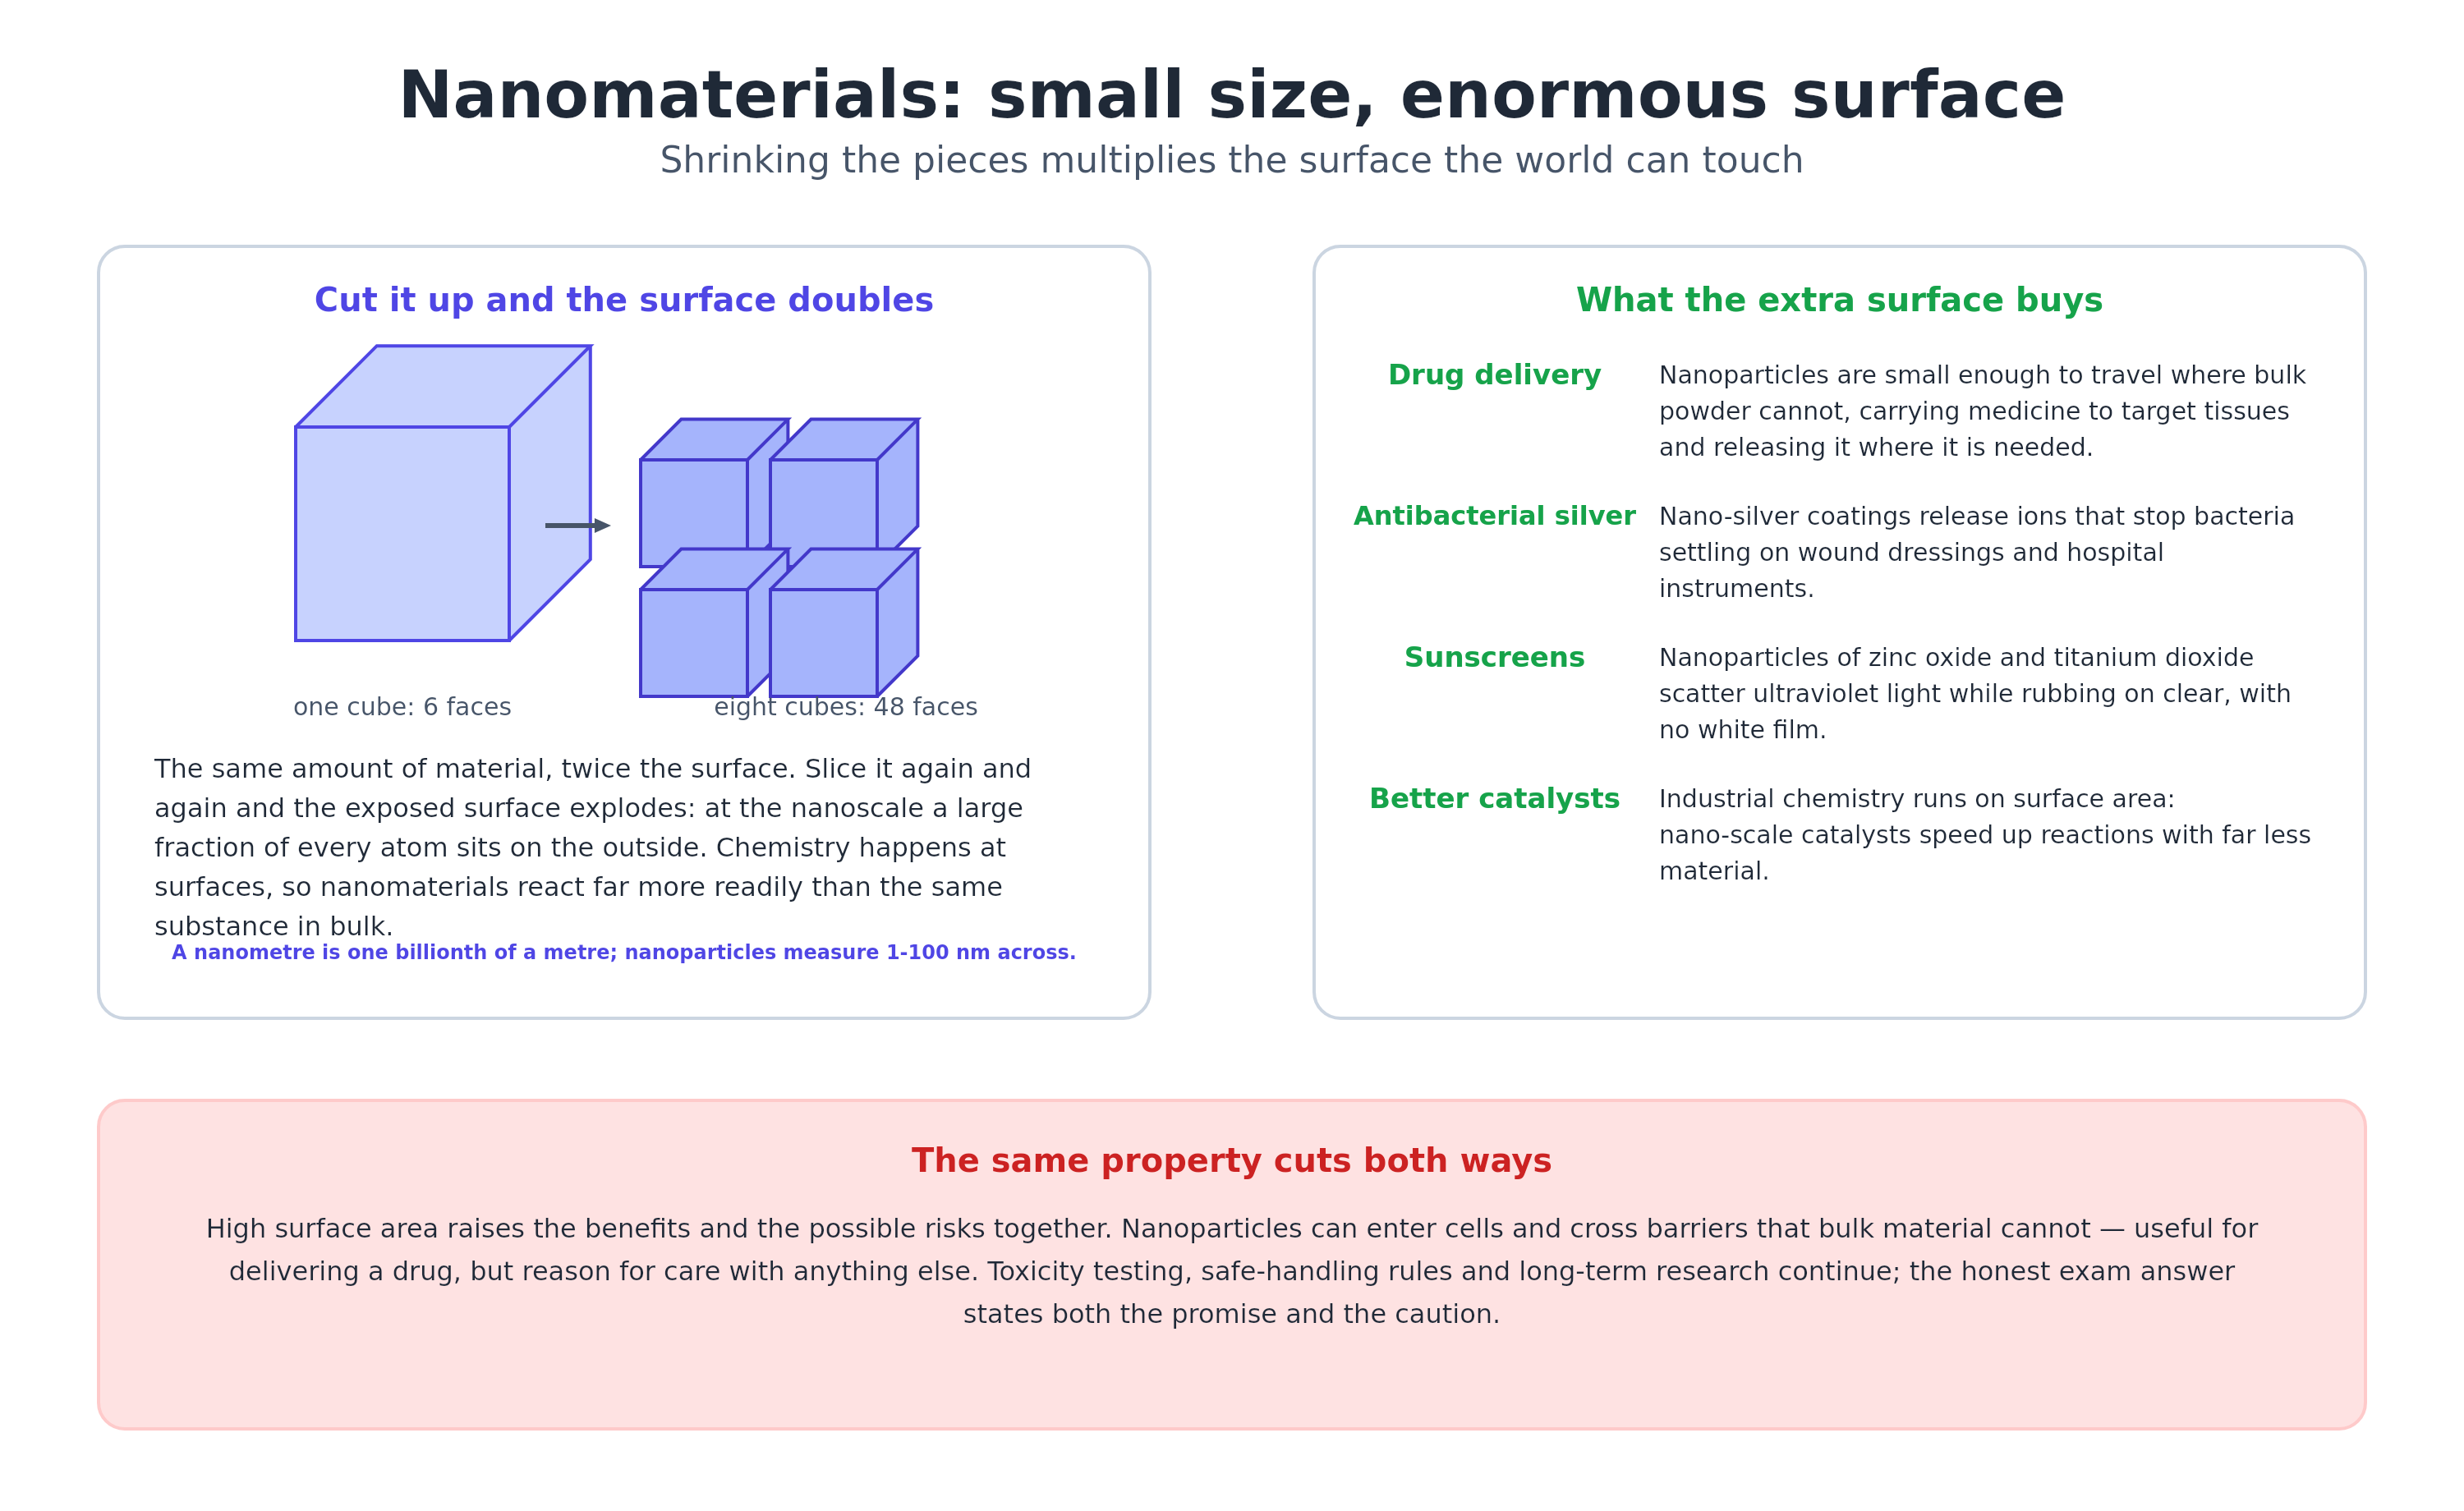 Nanomaterials: small size, enormous surface
Shrinking the pieces multiplies the surface the world can touch
Cut it up and the surface doubles
one cube: 6 faces
eight cubes: 48 faces
The same amount of material, twice the surface. Slice it again and
again and the exposed surface explodes: at the nanoscale a large
fraction of every atom sits on the outside. Chemistry happens at
surfaces, so nanomaterials react far more readily than the same
substance in bulk.
A nanometre is one billionth of a metre; nanoparticles measure 1-100 nm across.
What the extra surface buys
Drug delivery
Nanoparticles are small enough to travel where bulk
powder cannot, carrying medicine to target tissues
and releasing it where it is needed.
Antibacterial silver
Nano-silver coatings release ions that stop bacteria
settling on wound dressings and hospital
instruments.
Sunscreens
Nanoparticles of zinc oxide and titanium dioxide
scatter ultraviolet light while rubbing on clear, with
no white film.
Better catalysts
Industrial chemistry runs on surface area:
nano-scale catalysts speed up reactions with far less
material.
The same property cuts both ways
High surface area raises the benefits and the possible risks together. Nanoparticles can enter cells and cross barriers that bulk material cannot — useful for
delivering a drug, but reason for care with anything else. Toxicity testing, safe-handling rules and long-term research continue; the honest exam answer
states both the promise and the caution.